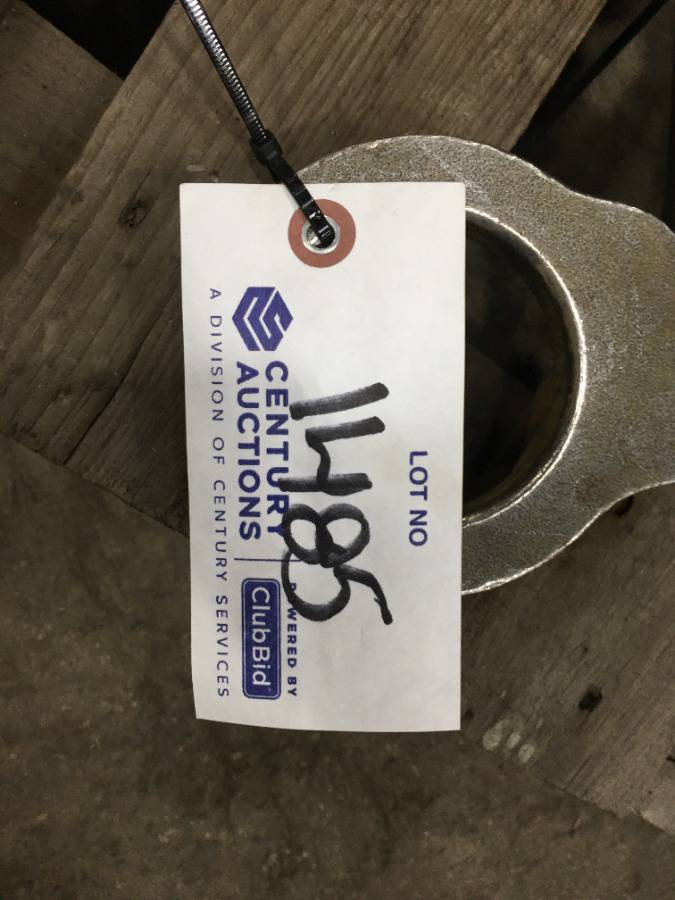 LOT NO
1485
CENTURY
AUCTIONS
POWERED BY
ClubBid
A DIVISION OF CENTURY SERVICES